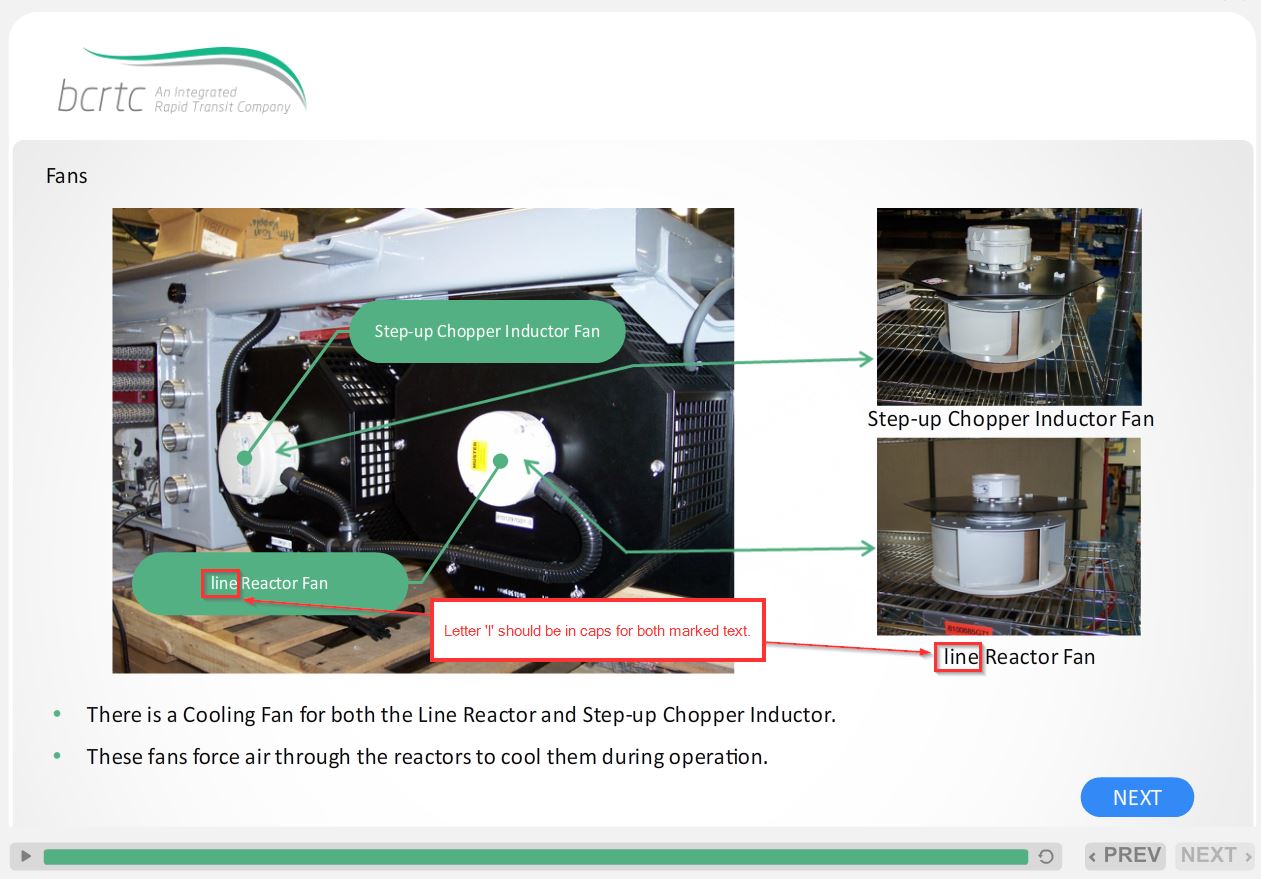 bcrtc An Integrated
Rapid Transit Company
Fans
Step-up Chopper Inductor Fan
Step-up Chopper Inductor Fan
line Reactor Fan
Letter 'l' should be in caps for both marked text.
line Reactor Fan
• There is a Cooling Fan for both the Line Reactor and Step-up Chopper Inductor.
• These fans force air through the reactors to cool them during operation.
NEXT
‹ PREV NEXT ›